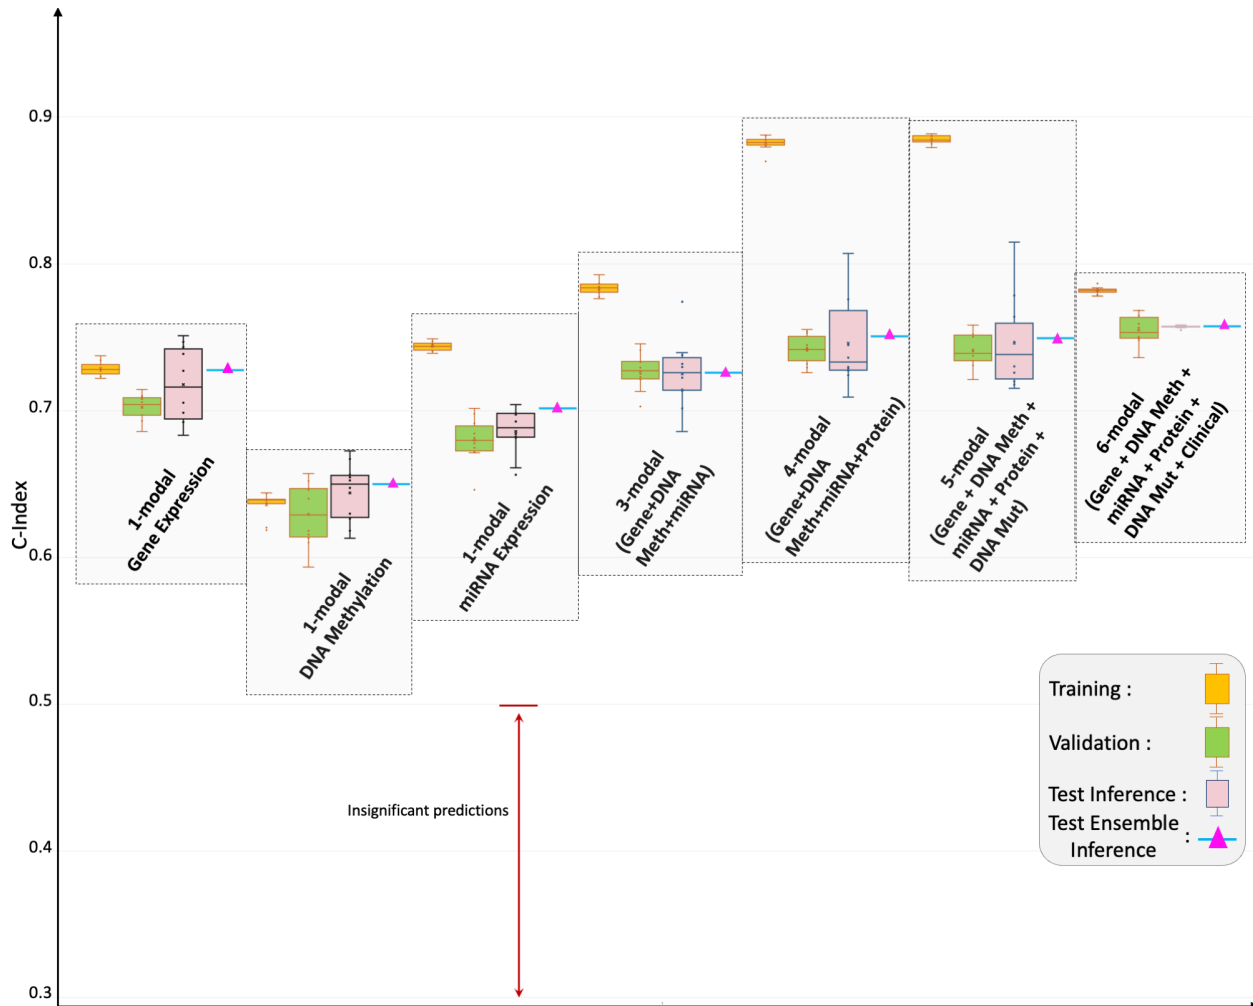 0.9
0.8
0.7
0.6
0.5
0.4
0.3
C-Index
1-modal
Gene Expression
1-modal
DNA Methylation
1-modal
miRNA Expression
3-modal
(Gene+DNA
Meth+miRNA)
4-modal
(Gene+DNA
Meth+miRNA+Protein)
5-modal
(Gene + DNA Meth +
miRNA + Protein +
DNA Mut)
6-modal
(Gene + DNA Meth +
miRNA + Protein +
DNA Mut + Clinical)
Insignificant predictions
Training :
Validation :
Test Inference :
Test Ensemble :
Inference